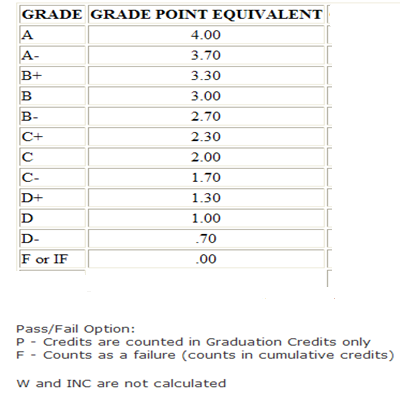 GRADE GRADE POINT EQUIVALENT
A 4.00
A- 3.70
B+ 3.30
B 3.00
B- 2.70
C+ 2.30
C 2.00
C- 1.70
D+ 1.30
D 1.00
D- .70
F or IF .00
Pass/Fail Option:
P - Credits are counted in Graduation Credits only
F - Counts as a failure (counts in cumulative credits)
W and INC are not calculated